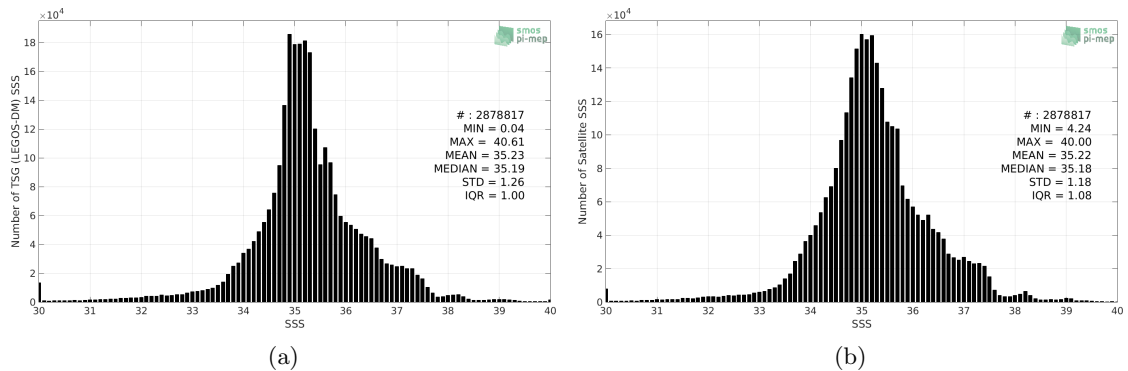 ×10⁴
smos
pi-mep
18
16
14
12
10
8
6
4
2
0
Number of TSG (LEGOS-DM) SSS
# : 2878817
MIN = 0.04
MAX = 40.61
MEAN = 35.23
MEDIAN = 35.19
STD = 1.26
IQR = 1.00
30 31 32 33 34 35 36 37 38 39 40
SSS
(a)
×10⁴
smos
pi-mep
16
14
12
10
8
6
4
2
0
Number of Satellite SSS
# : 2878817
MIN = 4.24
MAX = 40.00
MEAN = 35.22
MEDIAN = 35.18
STD = 1.18
IQR = 1.08
30 31 32 33 34 35 36 37 38 39 40
SSS
(b)